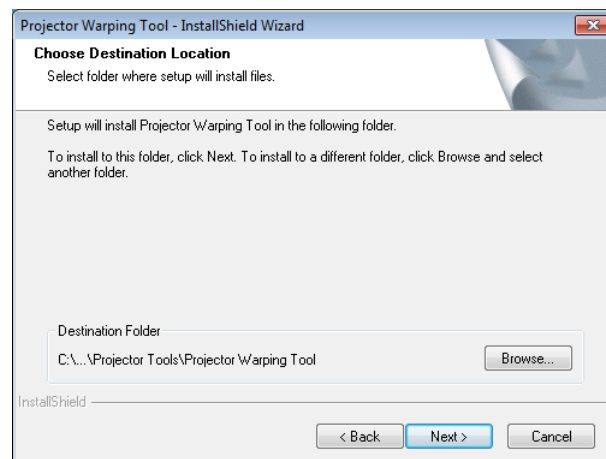 Projector Warping Tool - InstallShield Wizard
Choose Destination Location
Select folder where setup will install files.
Setup will install Projector Warping Tool in the following folder.
To install to this folder, click Next. To install to a different folder, click Browse and select
another folder.
Destination Folder
C:\...\Projector Tools\Projector Warping Tool
Browse...
InstallShield
< Back
Next >
Cancel